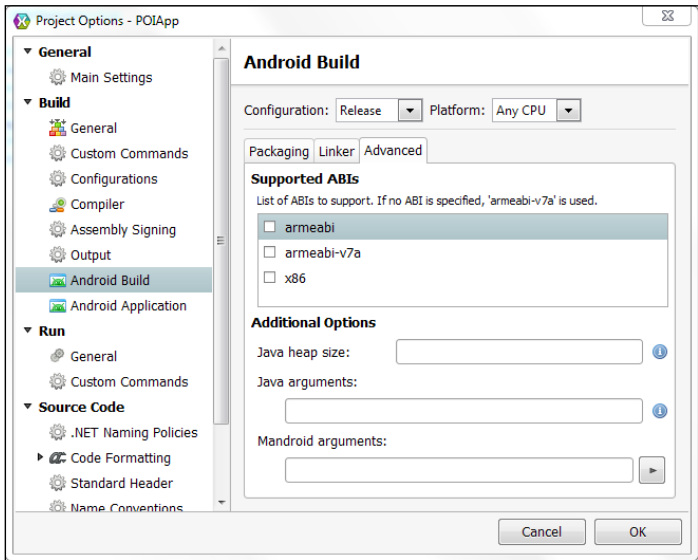 Project Options - POIApp
General
Main Settings
Build
General
Custom Commands
Configurations
Compiler
Assembly Signing
Output
Android Build
Android Application
Run
General
Custom Commands
Source Code
.NET Naming Policies
Code Formatting
Standard Header
Name Conventions
Android Build
Configuration: Release Platform: Any CPU
Packaging Linker Advanced
Supported ABIs
List of ABIs to support. If no ABI is specified, 'armeabi-v7a' is used.
armeabi
armeabi-v7a
x86
Additional Options
Java heap size:
Java arguments:
Mandroid arguments:
Cancel OK